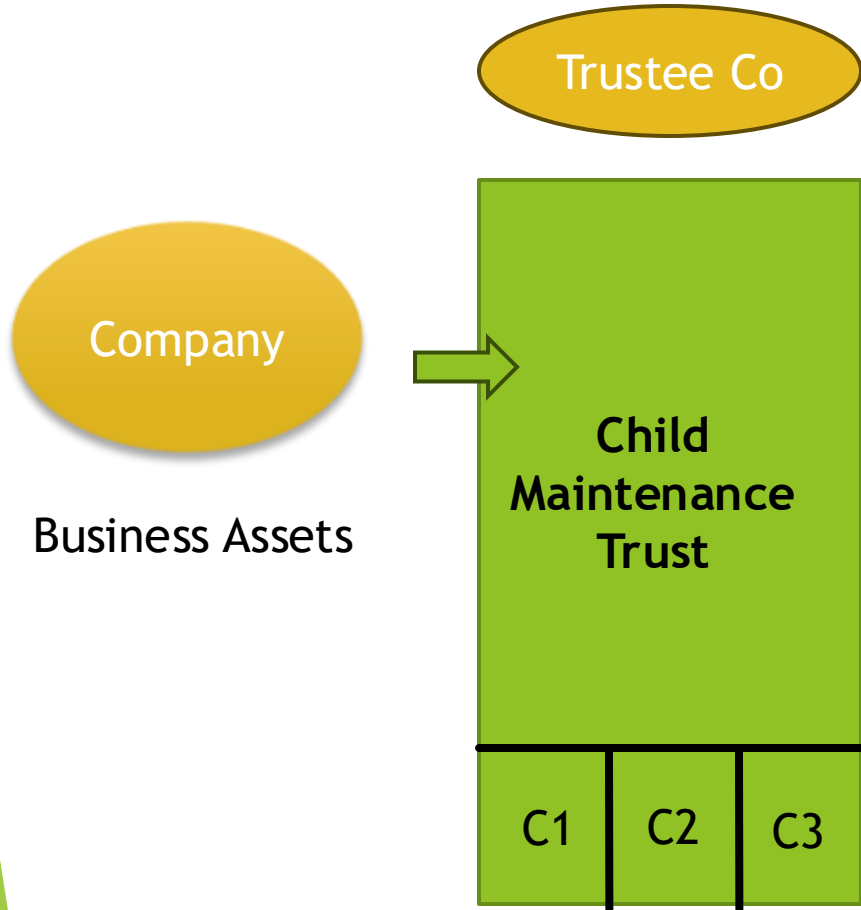 Trustee Co
Company
Business Assets
Child
Maintenance
Trust
C1
C2
C3